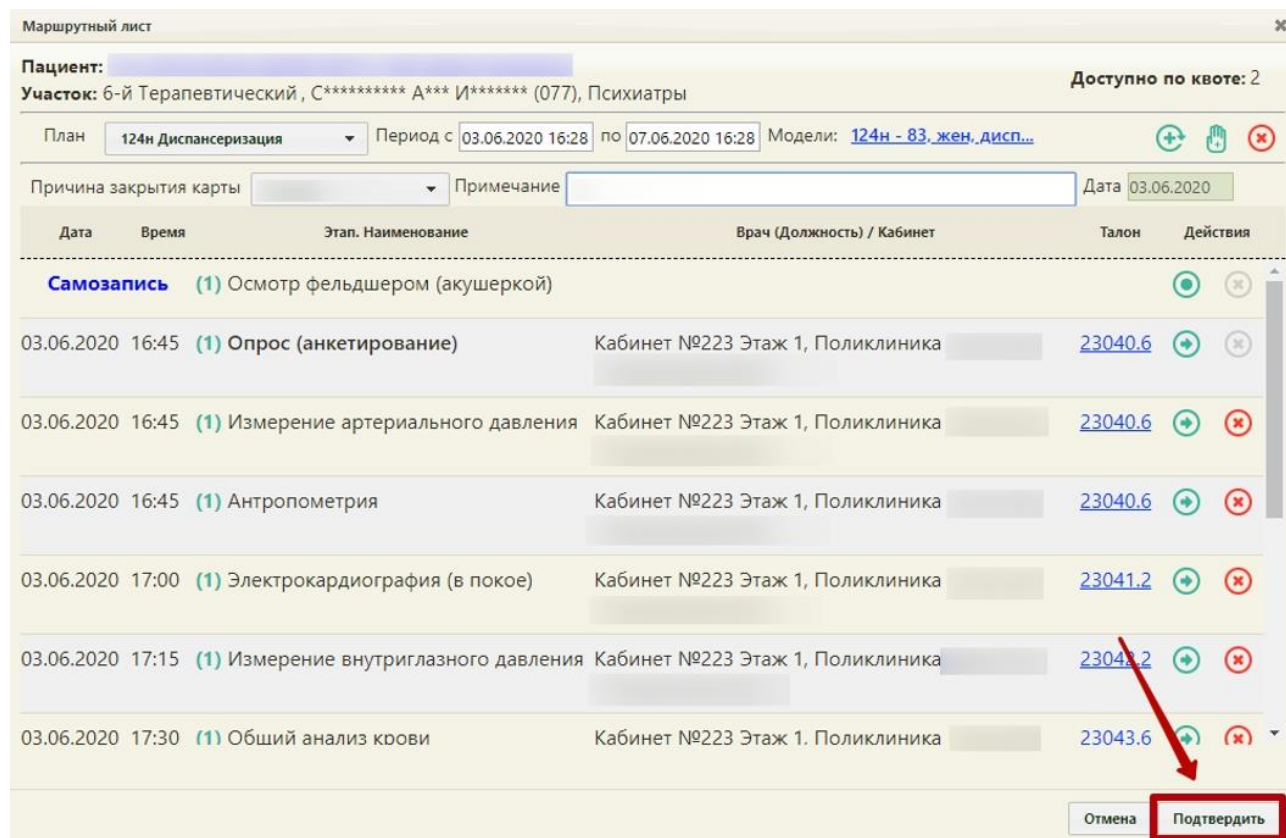 Маршрутный лист
Пациент:
Участок: 6-й Терапевтический , С********** А*** И******* (077), Психиатры
Доступно по квоте: 2
План 124н Диспансеризация Период с 03.06.2020 16:28 по 07.06.2020 16:28 Модели: 124н - 83, жен, дисп...
Причина закрытия карты Примечание Дата 03.06.2020
Дата Время Этап. Наименование Врач (Должность) / Кабинет Талон Действия
Самозапись (1) Осмотр фельдшером (акушеркой)
03.06.2020 16:45 (1) Опрос (анкетирование) Кабинет №223 Этаж 1, Поликлиника 23040.6
03.06.2020 16:45 (1) Измерение артериального давления Кабинет №223 Этаж 1, Поликлиника 23040.6
03.06.2020 16:45 (1) Антропометрия Кабинет №223 Этаж 1, Поликлиника 23040.6
03.06.2020 17:00 (1) Электрокардиография (в покое) Кабинет №223 Этаж 1, Поликлиника 23041.2
03.06.2020 17:15 (1) Измерение внутриглазного давления Кабинет №223 Этаж 1, Поликлиника 23042.2
03.06.2020 17:30 (1) Общий анализ крови Кабинет №223 Этаж 1, Поликлиника 23043.6
Отмена Подтвердить